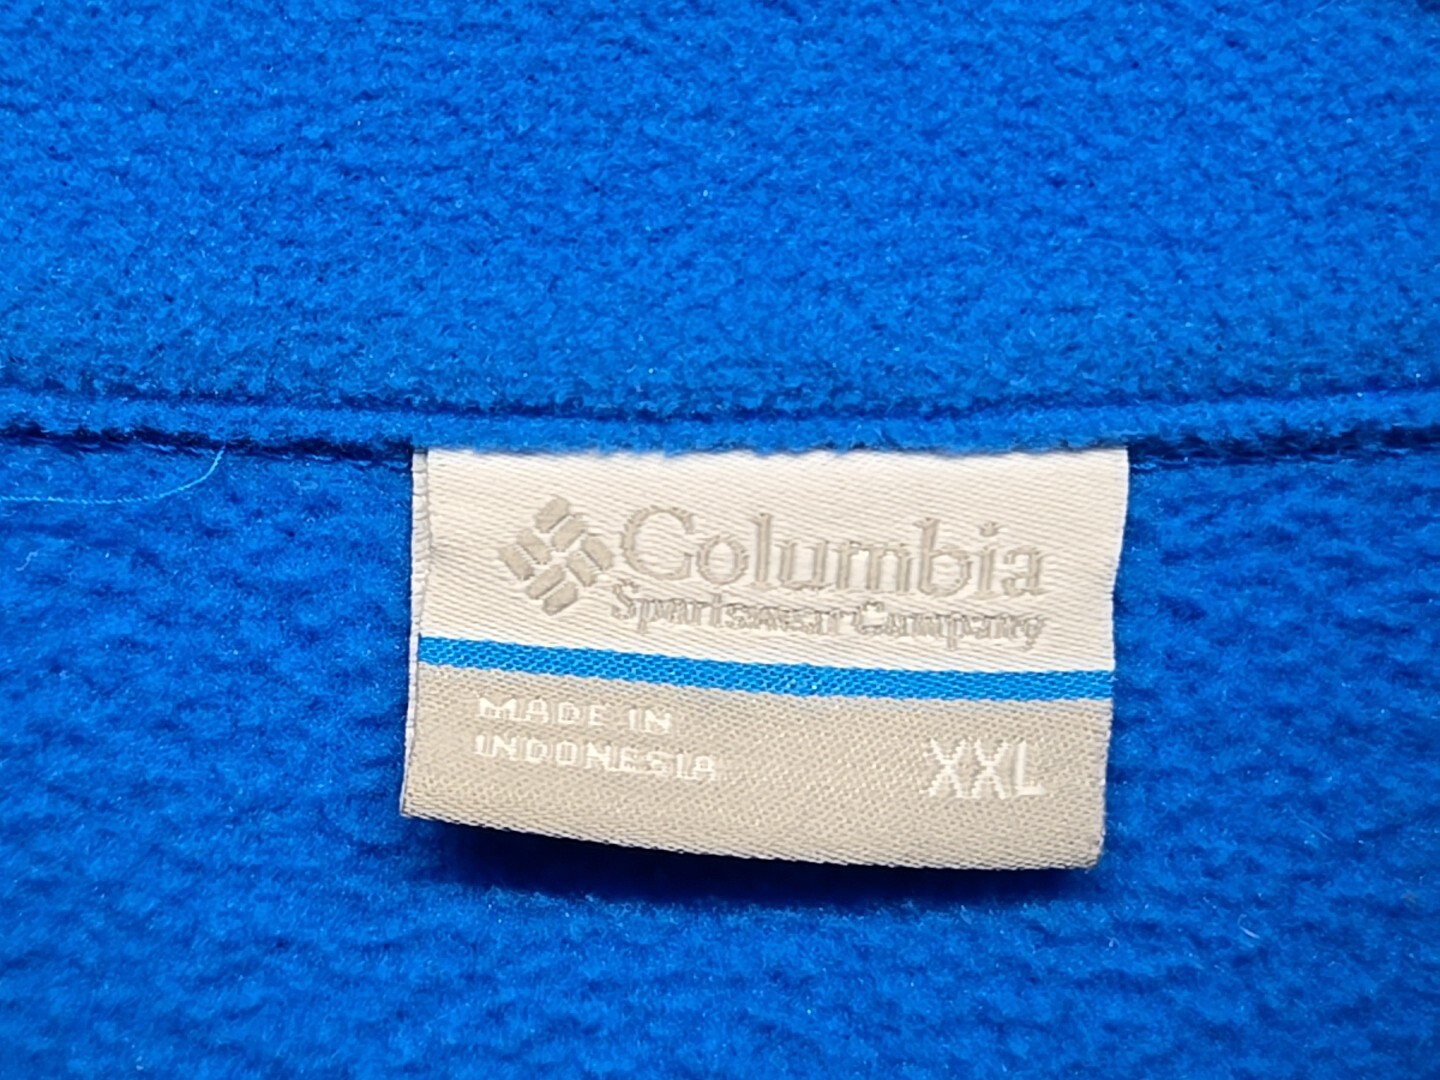 Columbia
Sportswear Company
MADE IN
INDONESIA
XXL